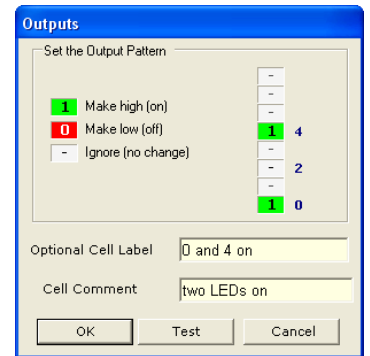 Outputs
Set the Output Pattern
-
-
1 Make high (on) -
0 Make low (off) 1 4
- Ignore (no change) -
- 2
-
1 0
Optional Cell Label 0 and 4 on
Cell Comment two LEDs on
OK Test Cancel